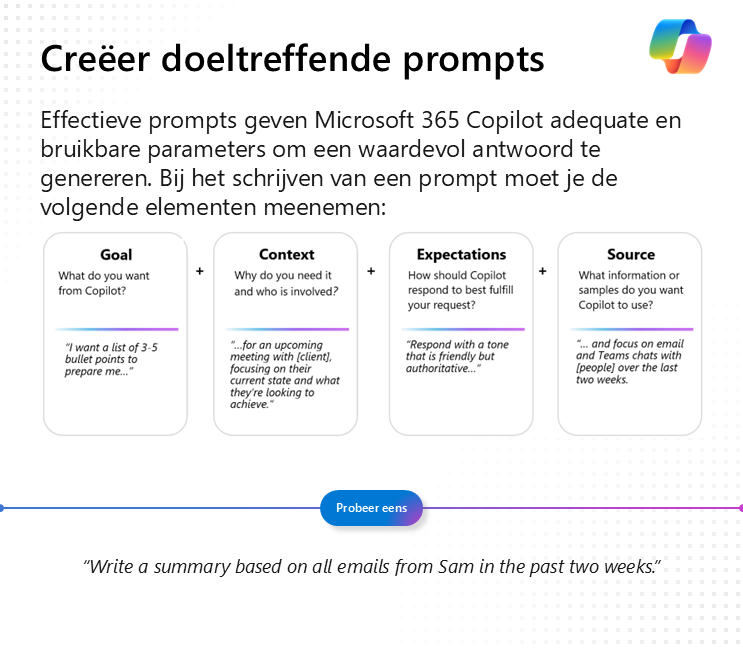 Creëer doeltreffende prompts
Effectieve prompts geven Microsoft 365 Copilot adequate en
bruikbare parameters om een waardevol antwoord te
genereren. Bij het schrijven van een prompt moet je de
volgende elementen meenemen:
Goal
What do you want
from Copilot?
"I want a list of 3-5
bullet points to
prepare me..."
+
Context
Why do you need it
and who is involved?
"...for an upcoming
meeting with [client],
focusing on their
current state and what
they're looking to
achieve."
+
Expectations
How should Copilot
respond to best fulfill
your request?
"Respond with a tone
that is friendly but
authoritative..."
+
Source
What information or
samples do you want
Copilot to use?
"... and focus on email
and Teams chats with
[people] over the last
two weeks.
Probeer eens
"Write a summary based on all emails from Sam in the past two weeks."